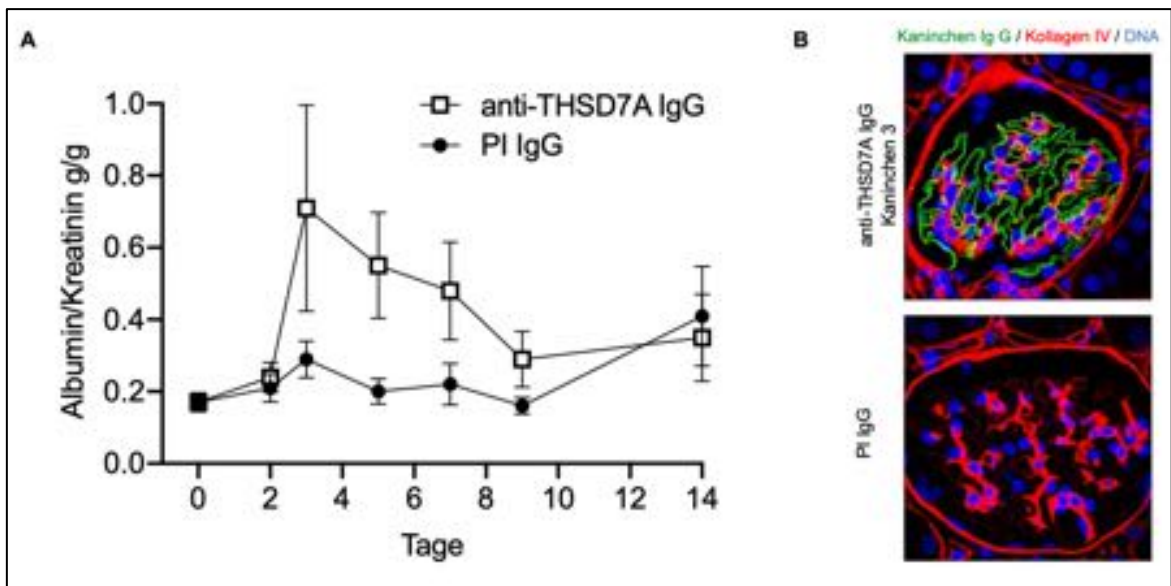 A
B
Kaninchen Ig G / Kollagen IV / DNA
anti-THSD7A IgG
PI IgG
Albumin/Kreatinin g/g
1.0
0.8
0.6
0.4
0.2
0.0
0 2 4 6 8 10 12 14
Tage
anti-THSD7A IgG
Kaninchen 3
PI IgG